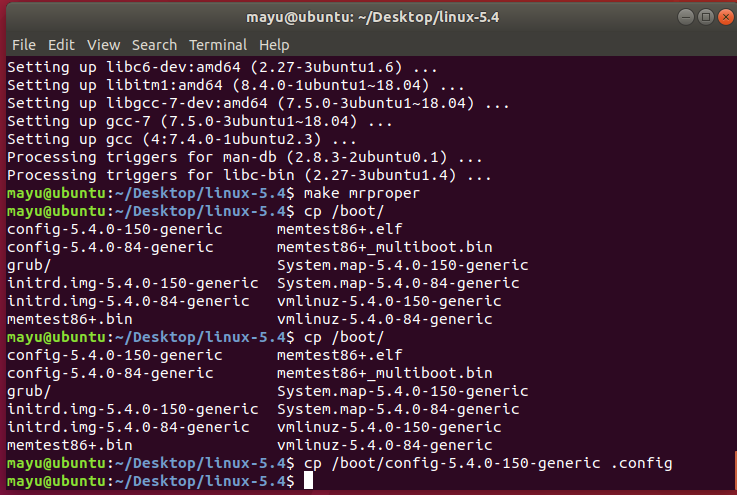 mayu@ubuntu: ~/Desktop/linux-5.4
File Edit View Search Terminal Help
Setting up libc6-dev:amd64 (2.27-3ubuntu1.6) ...
Setting up libitm1:amd64 (8.4.0-1ubuntu1~18.04) ...
Setting up libgcc-7-dev:amd64 (7.5.0-3ubuntu1~18.04) ...
Setting up gcc-7 (7.5.0-3ubuntu1~18.04) ...
Setting up gcc (4:7.4.0-1ubuntu2.3) ...
Processing triggers for man-db (2.8.3-2ubuntu0.1) ...
Processing triggers for libc-bin (2.27-3ubuntu1.4) ...
mayu@ubuntu:~/Desktop/linux-5.4$ make mrproper
mayu@ubuntu:~/Desktop/linux-5.4$ cp /boot/
config-5.4.0-150-generic      memtest86+.elf
config-5.4.0-84-generic       memtest86+_multiboot.bin
grub/                         System.map-5.4.0-150-generic
initrd.img-5.4.0-150-generic  System.map-5.4.0-84-generic
initrd.img-5.4.0-84-generic   vmlinuz-5.4.0-150-generic
memtest86+.bin                vmlinuz-5.4.0-84-generic
mayu@ubuntu:~/Desktop/linux-5.4$ cp /boot/
config-5.4.0-150-generic      memtest86+.elf
config-5.4.0-84-generic       memtest86+_multiboot.bin
grub/                         System.map-5.4.0-150-generic
initrd.img-5.4.0-150-generic  System.map-5.4.0-84-generic
initrd.img-5.4.0-84-generic   vmlinuz-5.4.0-150-generic
memtest86+.bin                vmlinuz-5.4.0-84-generic
mayu@ubuntu:~/Desktop/linux-5.4$ cp /boot/config-5.4.0-150-generic .config
mayu@ubuntu:~/Desktop/linux-5.4$